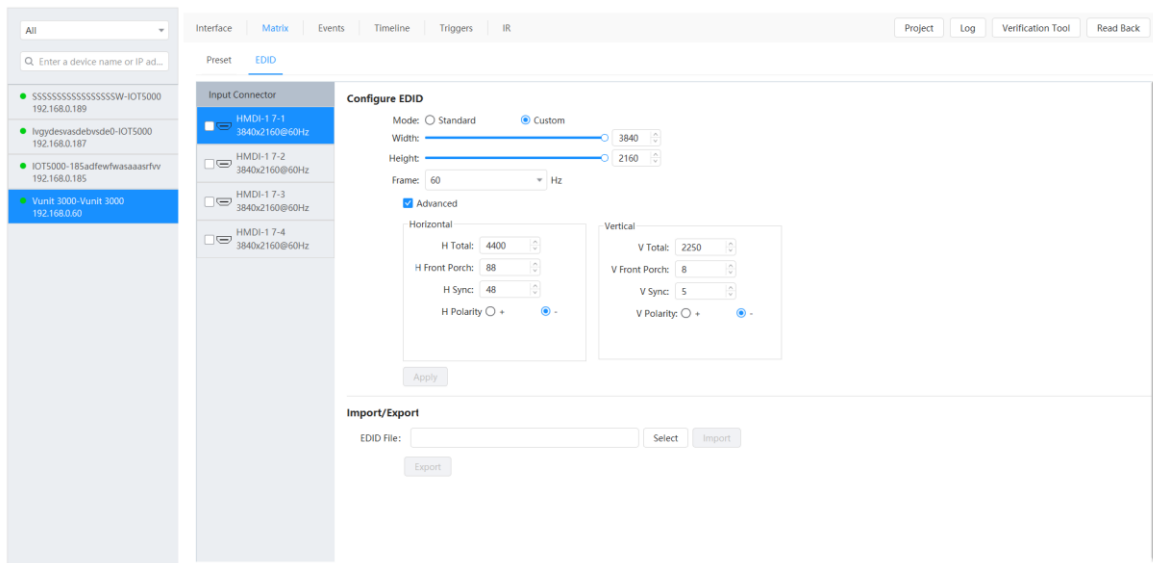 All
Interface Matrix Events Timeline Triggers IR
Project Log Verification Tool Read Back
Enter a device name or IP ad...
Preset EDID
SSSSSSSSSSSSSSSSSW-IOT5000
192.168.0.189
lvgydesvasdebvsde0-IOT5000
192.168.0.187
IOT5000-185adfewfwasaaasrfvv
192.168.0.185
Vunit 3000-Vunit 3000
192.168.0.60
Input Connector
HMDI-1 7-1
3840x2160@60Hz
HMDI-1 7-2
3840x2160@60Hz
HMDI-1 7-3
3840x2160@60Hz
HMDI-1 7-4
3840x2160@60Hz
Configure EDID
Mode: Standard Custom
Width: 3840
Height: 2160
Frame: 60 Hz
Advanced
Horizontal
H Total: 4400
H Front Porch: 88
H Sync: 48
H Polarity + -
Vertical
V Total: 2250
V Front Porch: 8
V Sync: 5
V Polarity: + -
Apply
Import/Export
EDID File: Select Import
Export